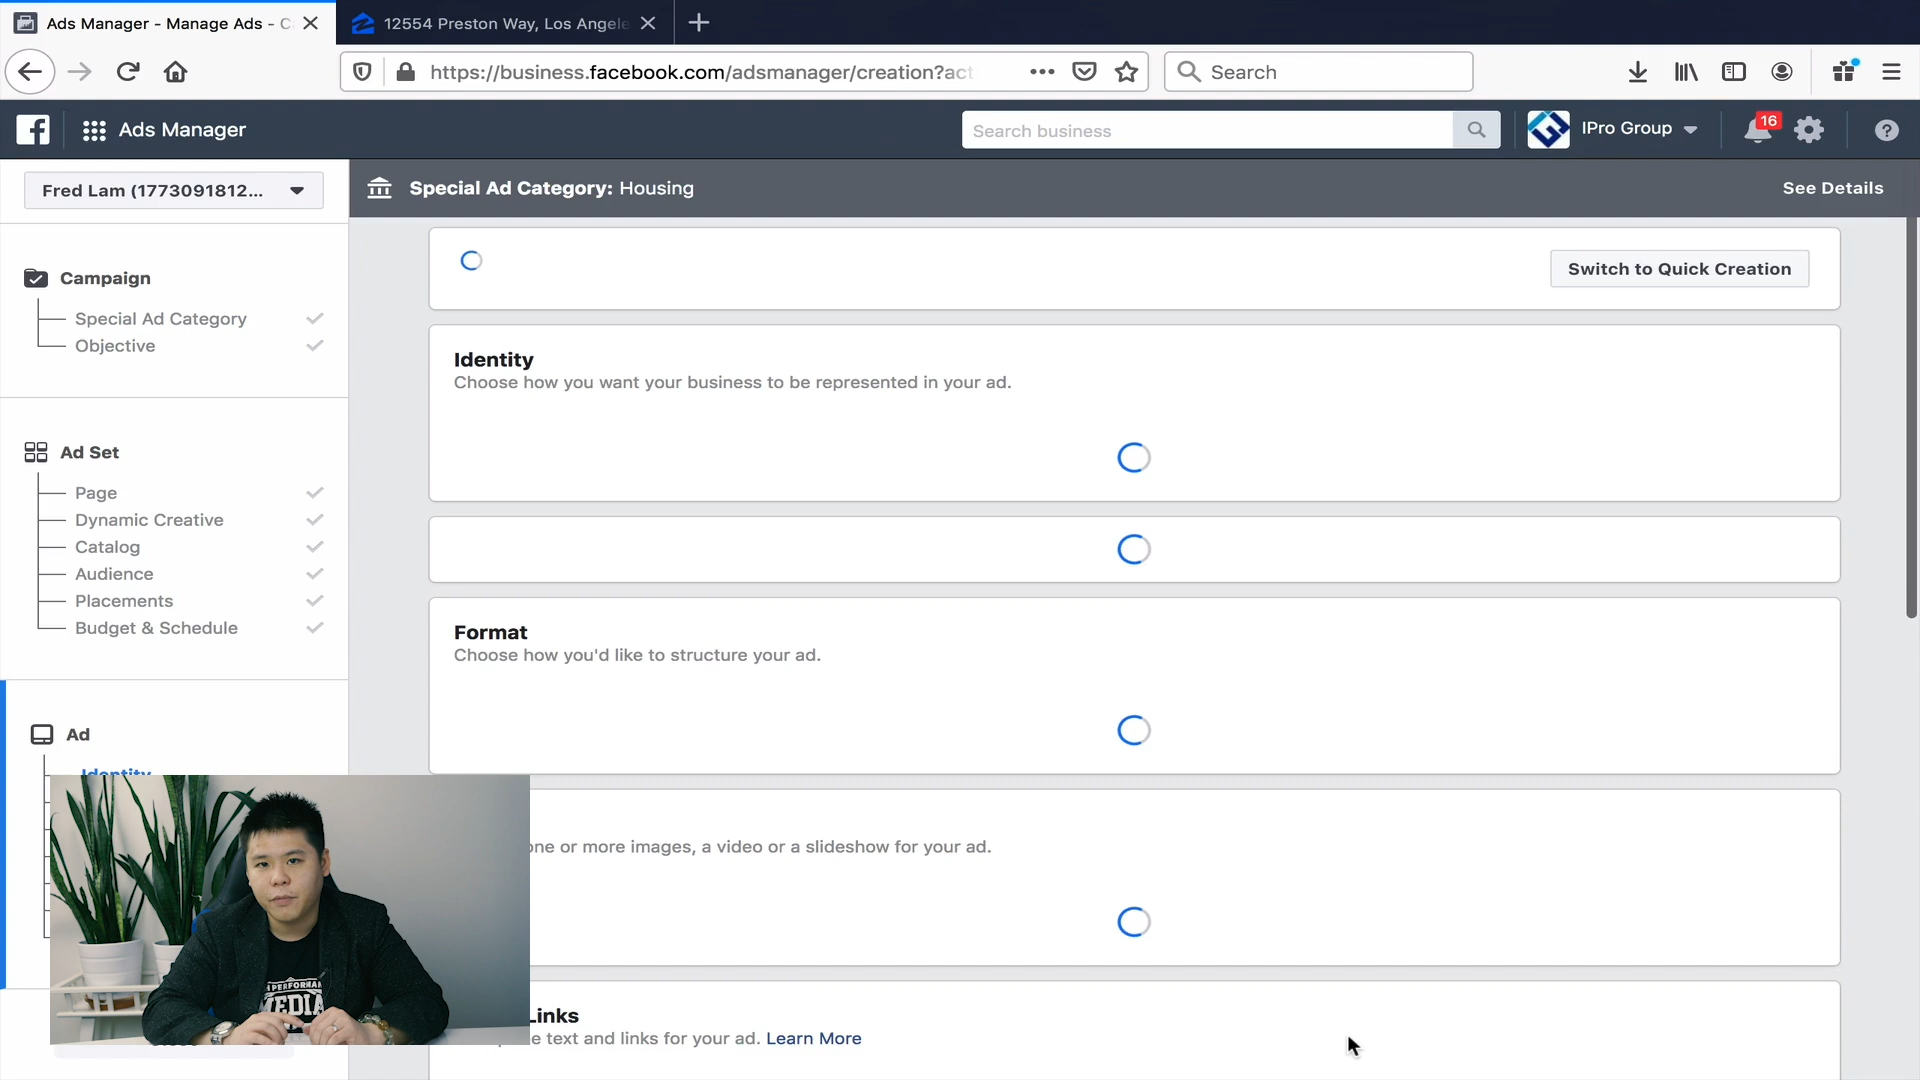 Ads Manager - Manage Ads - C
12554 Preston Way, Los Angele
https://business.facebook.com/adsmanager/creation?act
Search
Ads Manager
Search business
IPro Group
16
Fred Lam (1773091812...
Special Ad Category: Housing
See Details
Campaign
Special Ad Category
Objective
Ad Set
Page
Dynamic Creative
Catalog
Audience
Placements
Budget & Schedule
Ad
Identity
Switch to Quick Creation
Identity
Choose how you want your business to be represented in your ad.
Format
Choose how you'd like to structure your ad.
one or more images, a video or a slideshow for your ad.
Links
text and links for your ad. Learn More
PERFORMA
MEDIA